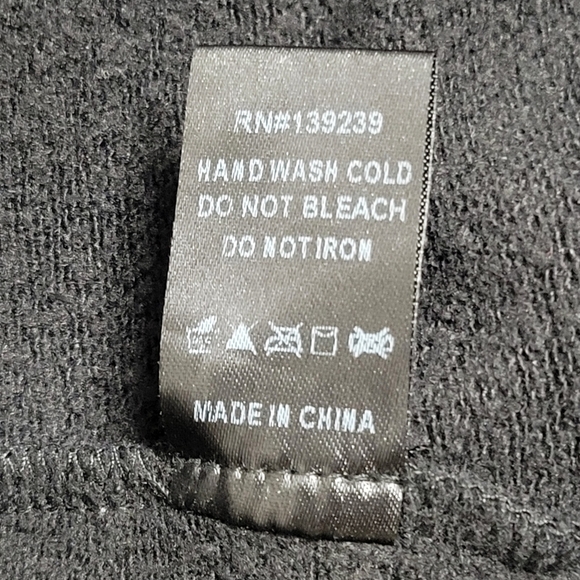 RN#139239
HAND WASH COLD
DO NOT BLEACH
DO NOT IRON
MADE IN CHINA